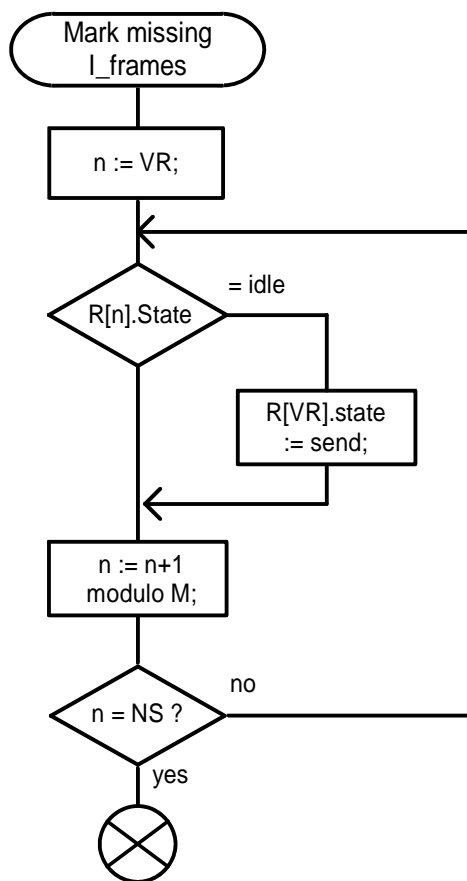 Mark missing
I_frames
n := VR;
= idle
R[n].State
R[VR].state
:= send;
n := n+1
modulo M;
no
n = NS ?
yes